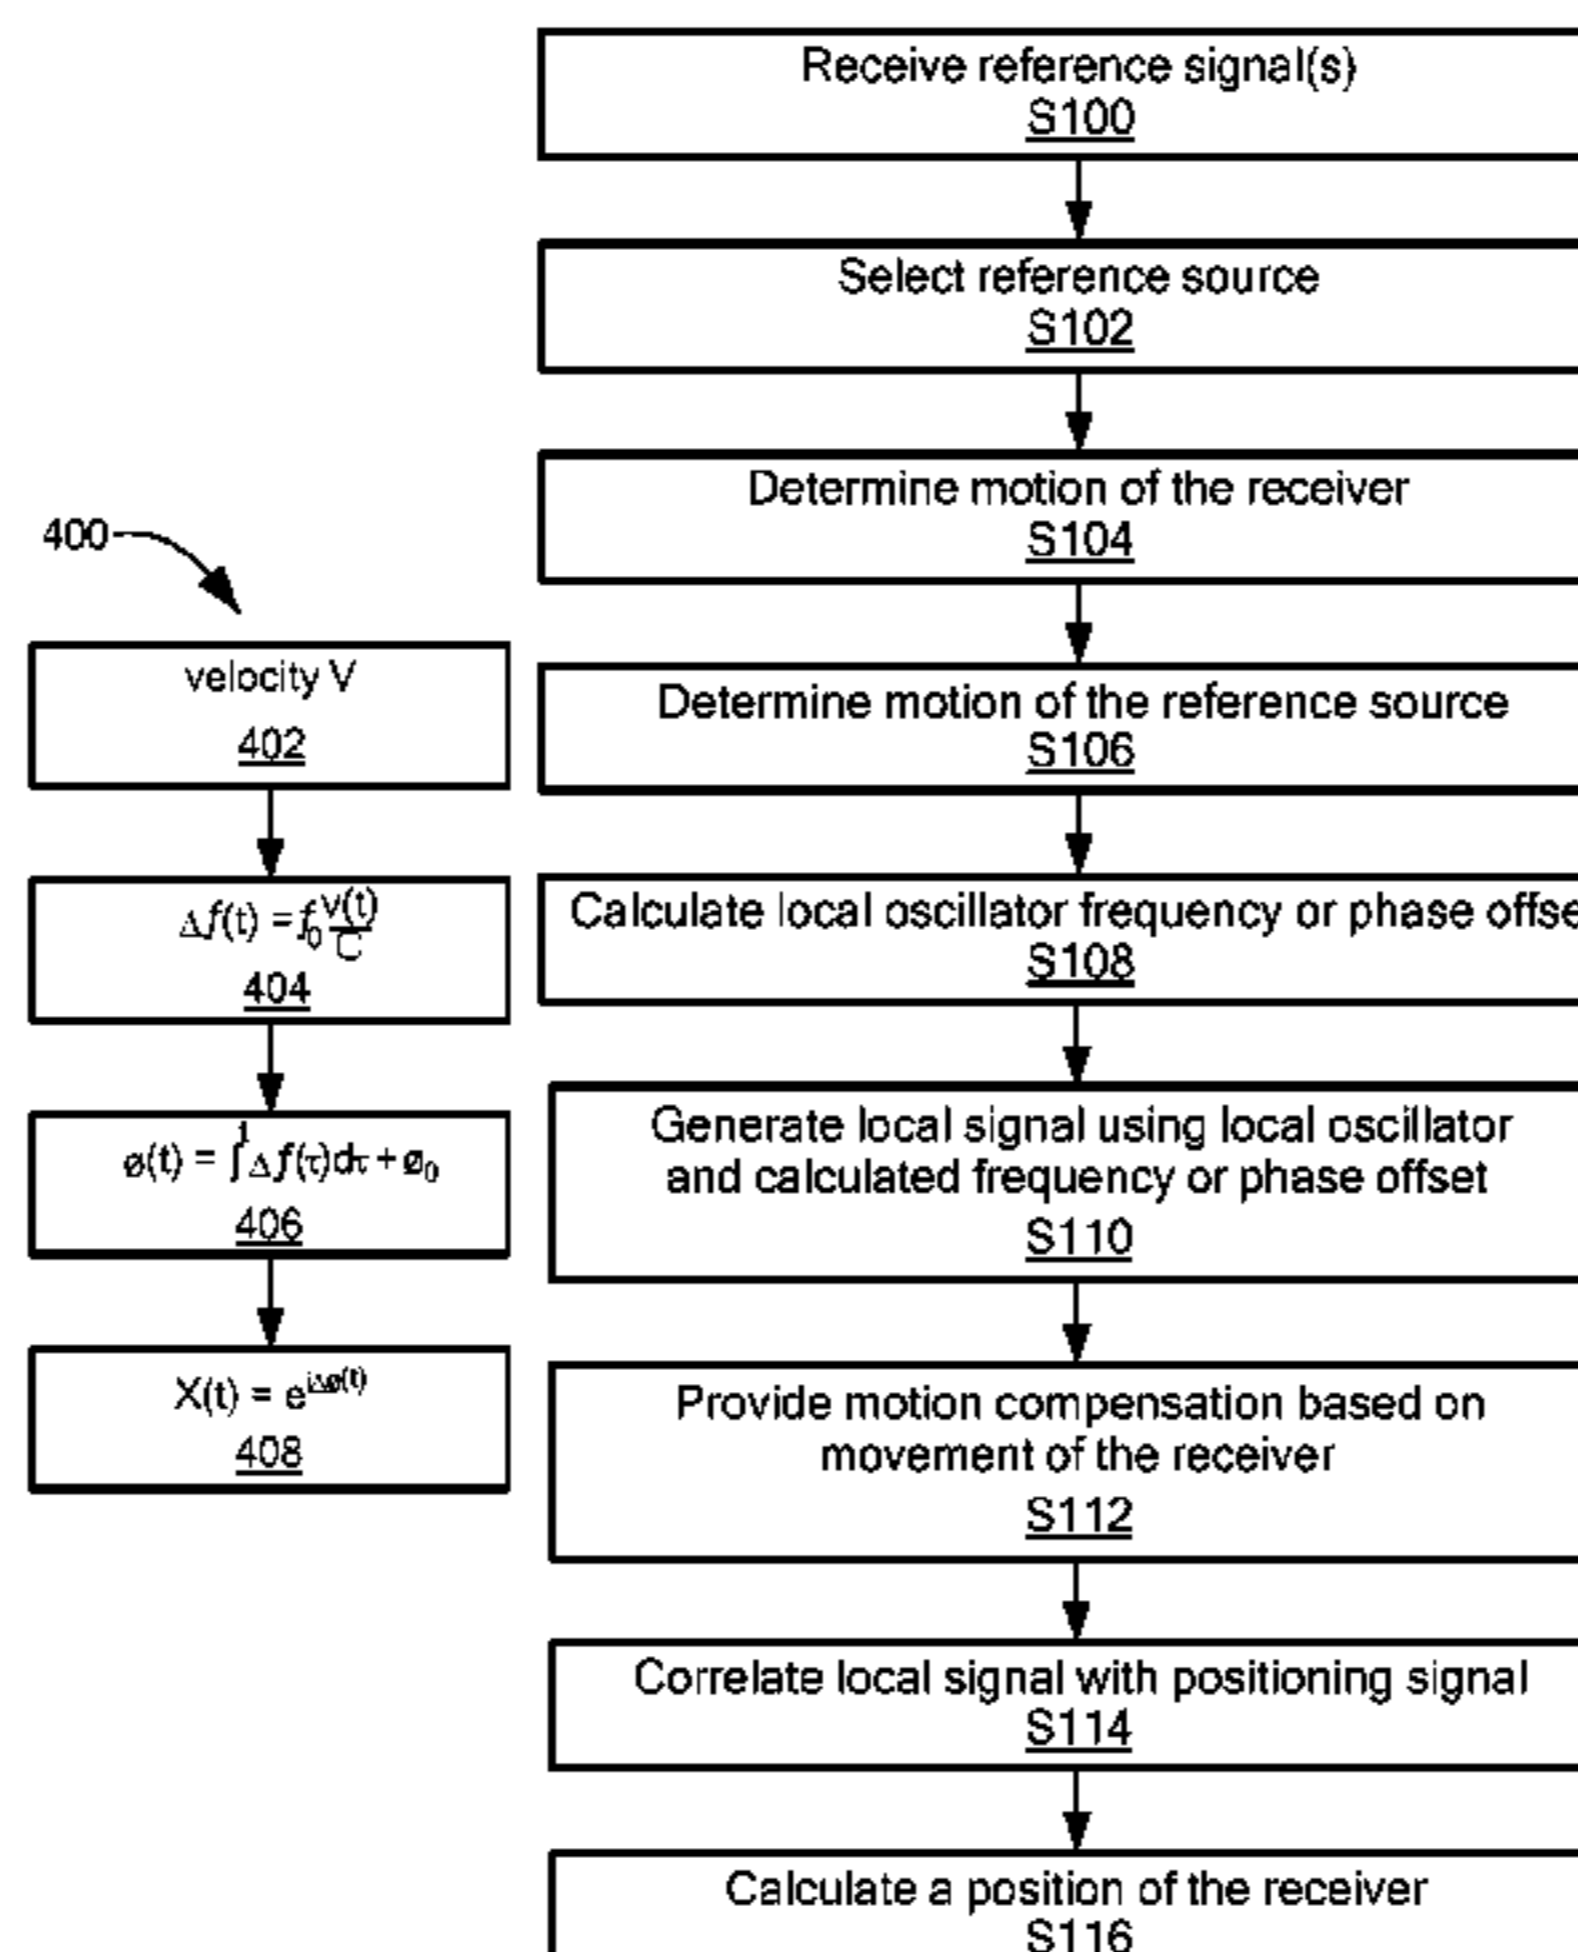 Receive reference signal(s)
S100
Select reference source
S102
Determine motion of the receiver
S104
Determine motion of the reference source
S106
Calculate local oscillator frequency or phase offse
S108
Generate local signal using local oscillator
and calculated frequency or phase offset
S110
Provide motion compensation based on
movement of the receiver
S112
Correlate local signal with positioning signal
S114
Calculate a position of the receiver
S116
400
velocity V
402
Δf(t) = f₀ v(t)/C
404
ø(t) = ∫ᵗ Δf(τ)dτ + ø₀
406
X(t) = e^{iΔø(t)}
408